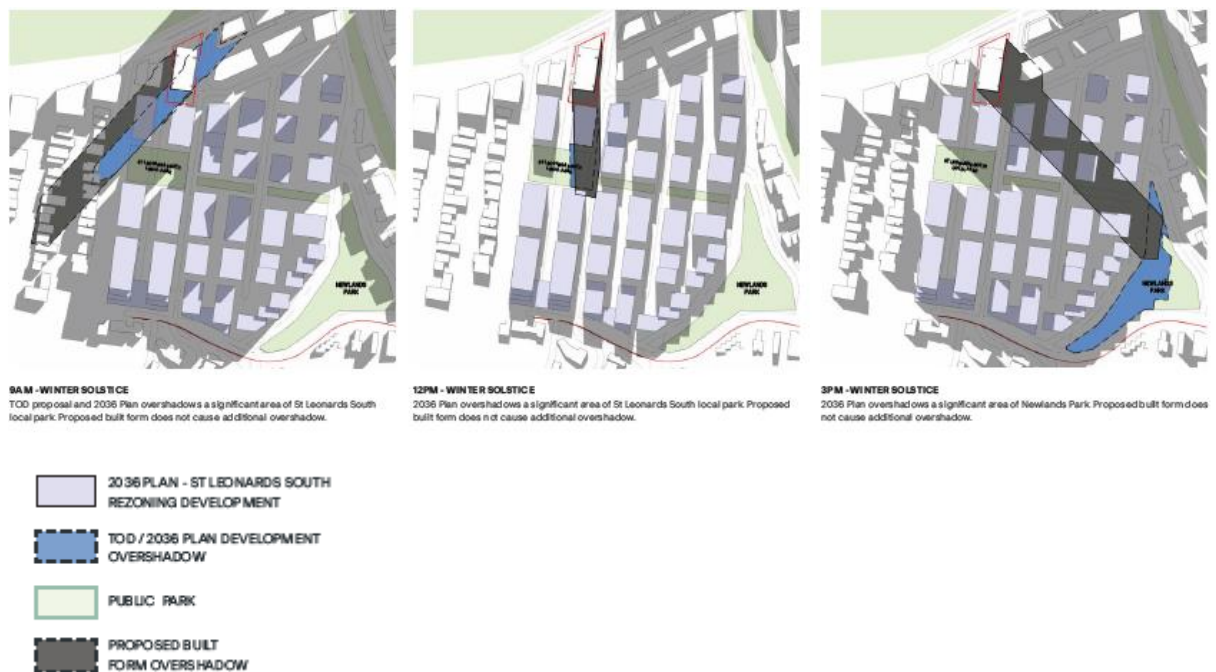 9AM - WINTER SOLSTICE
TOD proposal and 2036 Plan overshadows a significant area of St Leonards South
local park. Proposed built form does not cause additional overshadow.
12PM - WINTER SOLSTICE
2036 Plan overshadows a significant area of St Leonards South local park. Proposed
built form does not cause additional overshadow.
3PM - WINTER SOLSTICE
2036 Plan overshadows a significant area of Newlands Park. Proposed built form does
not cause additional overshadow.
NEWLANDS
PARK
NEWLANDS
PARK
NEWLANDS
PARK
2036 PLAN - ST LEONARDS SOUTH
REZONING DEVELOPMENT
TOD / 2036 PLAN DEVELOPMENT
OVERSHADOW
PUBLIC PARK
PROPOSED BUILT
FORM OVERSHADOW